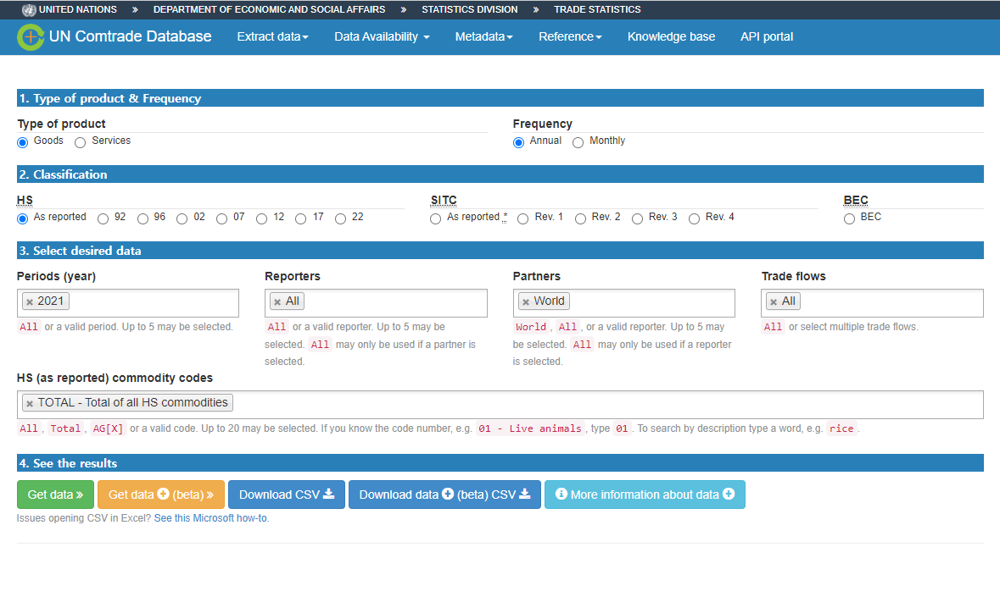 UNITED NATIONS » DEPARTMENT OF ECONOMIC AND SOCIAL AFFAIRS » STATISTICS DIVISION » TRADE STATISTICS
UN Comtrade Database Extract data Data Availability Metadata Reference Knowledge base API portal
1. Type of product & Frequency
Type of product Frequency
Goods Services Annual Monthly
2. Classification
HS SITC BEC
As reported 92 96 02 07 12 17 22 As reported * Rev. 1 Rev. 2 Rev. 3 Rev. 4 BEC
3. Select desired data
Periods (year) Reporters Partners Trade flows
× 2021 × All × World × All
All or a valid period. Up to 5 may be selected. All or a valid reporter. Up to 5 may be World , All , or a valid reporter. Up to 5 may All or select multiple trade flows.
selected. All may only be used if a partner is be selected. All may only be used if a reporter
selected. is selected.
HS (as reported) commodity codes
× TOTAL - Total of all HS commodities
All , Total , AG[X] or a valid code. Up to 20 may be selected. If you know the code number, e.g. 01 - Live animals , type 01 . To search by description type a word, e.g. rice .
4. See the results
Get data » Get data (beta) » Download CSV Download data (beta) CSV More information about data
Issues opening CSV in Excel? See this Microsoft how-to.